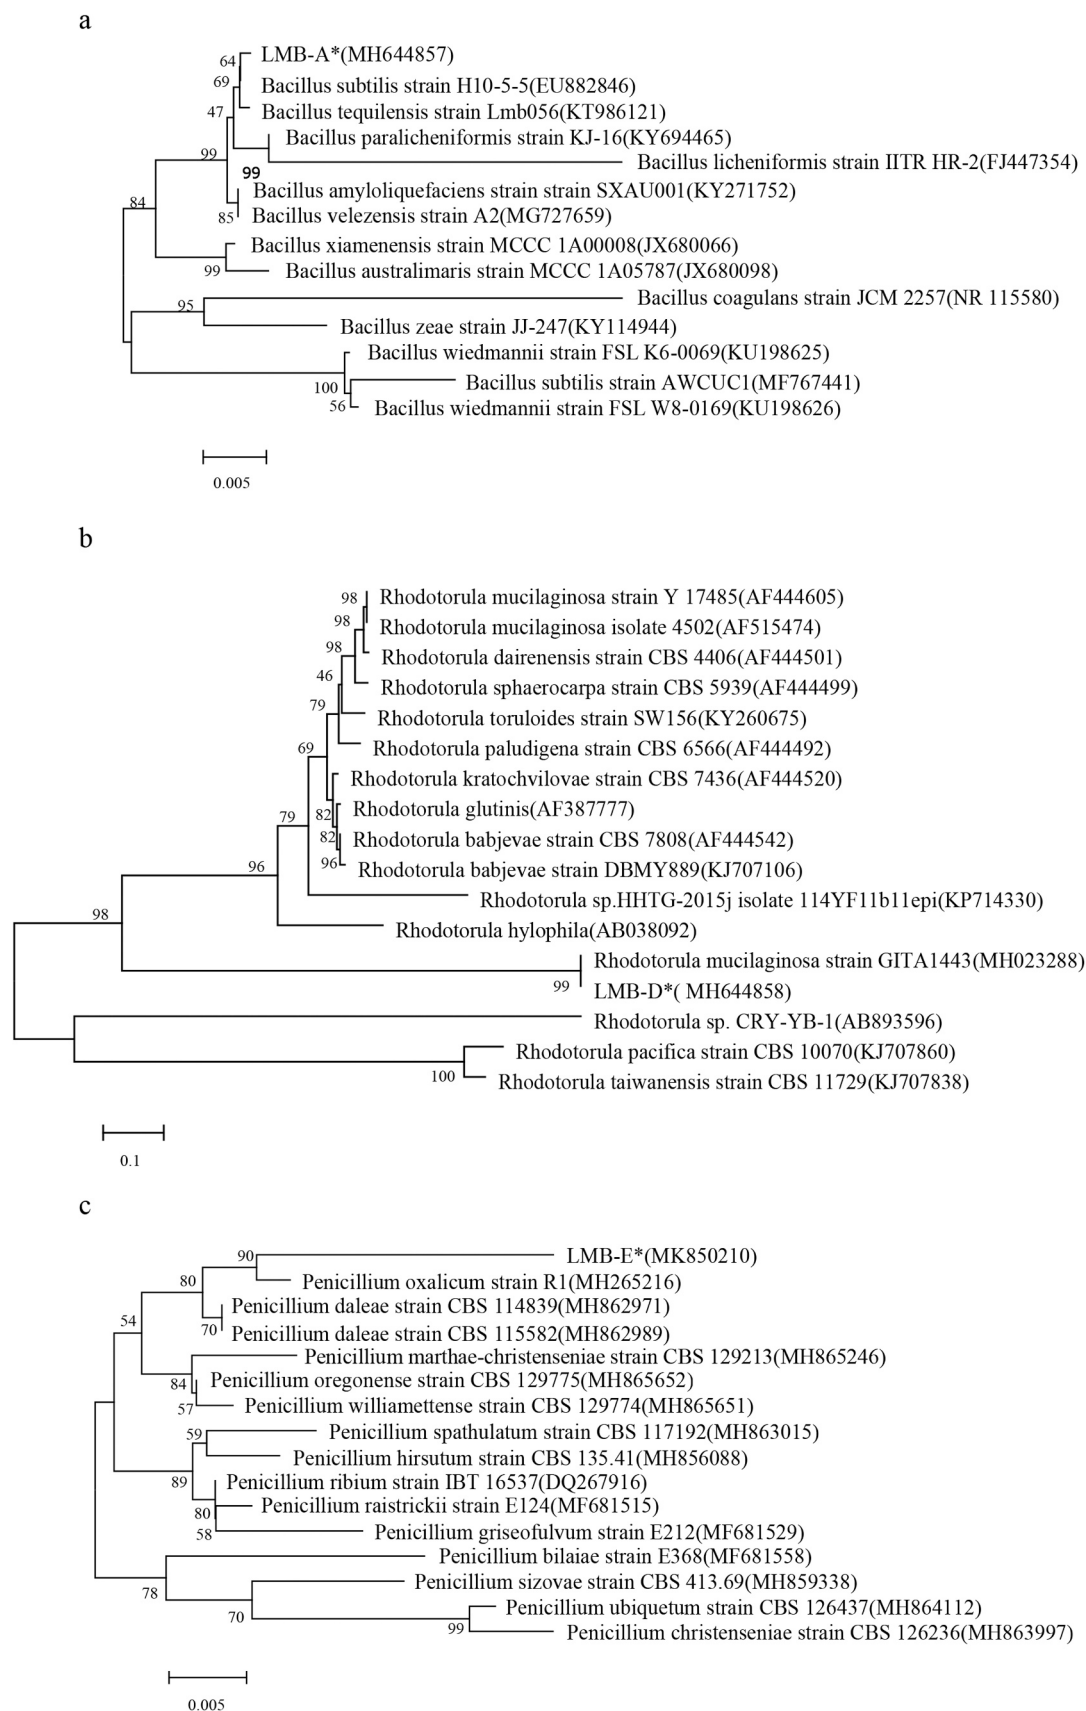 a
64
LMB-A*(MH644857)
69
Bacillus subtilis strain H10-5-5(EU882846)
47
Bacillus tequilensis strain Lmb056(KT986121)
Bacillus paralicheniformis strain KJ-16(KY694465)
99
Bacillus licheniformis strain IITR HR-2(FJ447354)
99
Bacillus amyloliquefaciens strain strain SXAU001(KY271752)
84
85
Bacillus velezensis strain A2(MG727659)
Bacillus xiamenensis strain MCCC 1A00008(JX680066)
99
Bacillus australimaris strain MCCC 1A05787(JX680098)
95
Bacillus coagulans strain JCM 2257(NR 115580)
Bacillus zeae strain JJ-247(KY114944)
Bacillus wiedmannii strain FSL K6-0069(KU198625)
100
Bacillus subtilis strain AWCUC1(MF767441)
56
Bacillus wiedmannii strain FSL W8-0169(KU198626)
0.005
b
98
Rhodotorula mucilaginosa strain Y 17485(AF444605)
98
Rhodotorula mucilaginosa isolate 4502(AF515474)
98
Rhodotorula dairenensis strain CBS 4406(AF444501)
46
Rhodotorula sphaerocarpa strain CBS 5939(AF444499)
79
Rhodotorula toruloides strain SW156(KY260675)
69
Rhodotorula paludigena strain CBS 6566(AF444492)
Rhodotorula kratochvilovae strain CBS 7436(AF444520)
79
82
Rhodotorula glutinis(AF387777)
82
Rhodotorula babjevae strain CBS 7808(AF444542)
96
96
Rhodotorula babjevae strain DBMY889(KJ707106)
Rhodotorula sp.HHTG-2015j isolate 114YF11b11epi(KP714330)
98
Rhodotorula hylophila(AB038092)
Rhodotorula mucilaginosa strain GITA1443(MH023288)
99
LMB-D*( MH644858)
Rhodotorula sp. CRY-YB-1(AB893596)
Rhodotorula pacifica strain CBS 10070(KJ707860)
100
Rhodotorula taiwanensis strain CBS 11729(KJ707838)
0.1
c
90
LMB-E*(MK850210)
80
Penicillium oxalicum strain R1(MH265216)
Penicillium daleae strain CBS 114839(MH862971)
54
70
Penicillium daleae strain CBS 115582(MH862989)
Penicillium marthae-christenseniae strain CBS 129213(MH865246)
84
Penicillium oregonense strain CBS 129775(MH865652)
57
Penicillium williamettense strain CBS 129774(MH865651)
59
Penicillium spathulatum strain CBS 117192(MH863015)
Penicillium hirsutum strain CBS 135.41(MH856088)
89
Penicillium ribium strain IBT 16537(DQ267916)
80
Penicillium raistrickii strain E124(MF681515)
58
Penicillium griseofulvum strain E212(MF681529)
Penicillium bilaiae strain E368(MF681558)
78
Penicillium sizovae strain CBS 413.69(MH859338)
70
Penicillium ubiquetum strain CBS 126437(MH864112)
99
Penicillium christenseniae strain CBS 126236(MH863997)
0.005